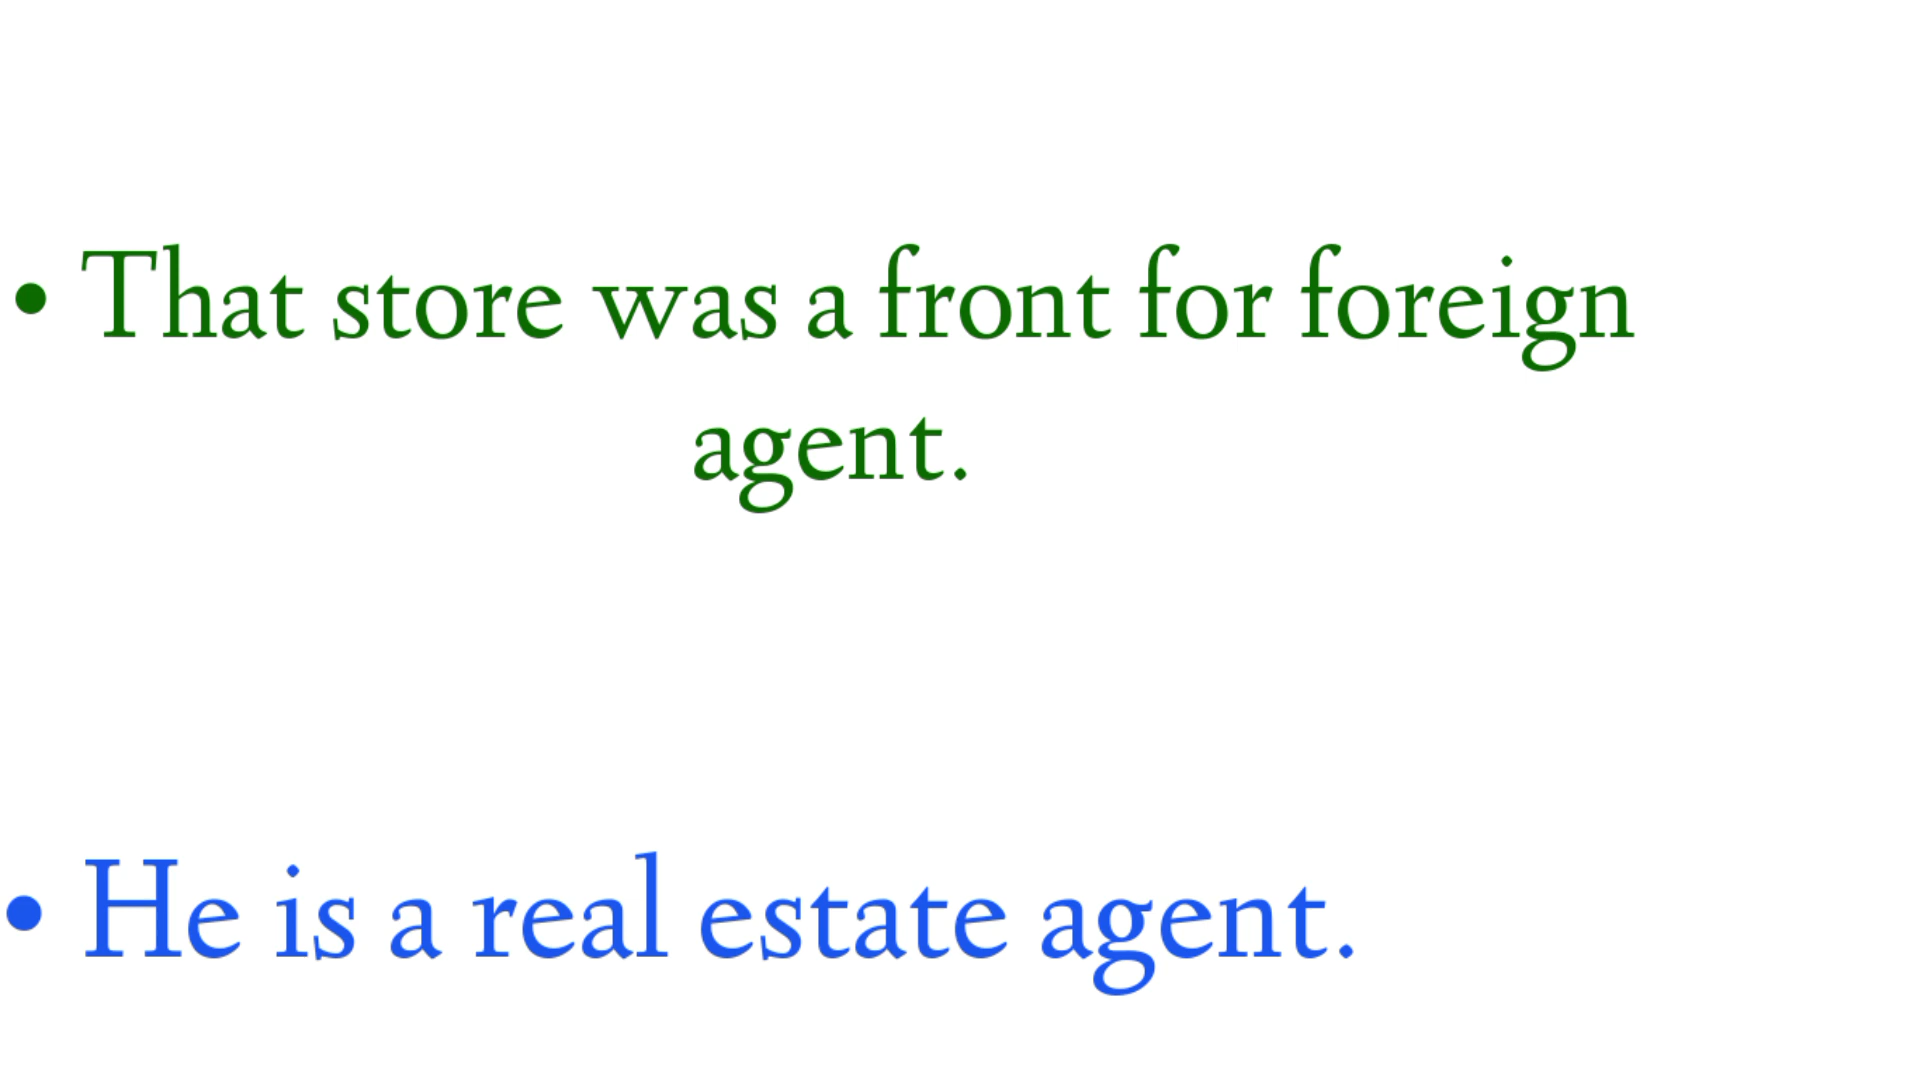 • That store was a front for foreign
agent.
• He is a real estate agent.